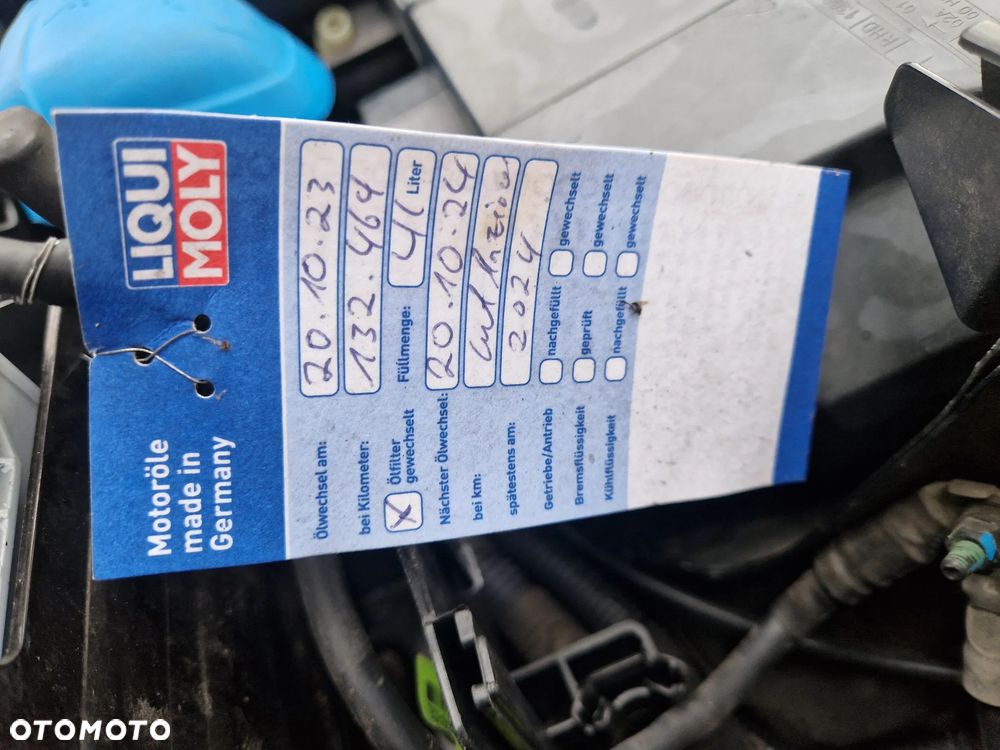 LIQUI
MOLY
Motoröle
made in
Germany
Ölwechsel am: 20.10.23
bei Kilometer: 132.464
X Ölfilter
gewechselt
Füllmenge: 4l Liter
Nächster Ölwechsel: 20.10.24
bei km:
spätestens am: 2024
Getriebe/Antrieb nachgefüllt gewechselt
Bremsflüssigkeit geprüft gewechselt
Kühlflüssigkeit nachgefüllt gewechselt
RHD
OTOMOTO